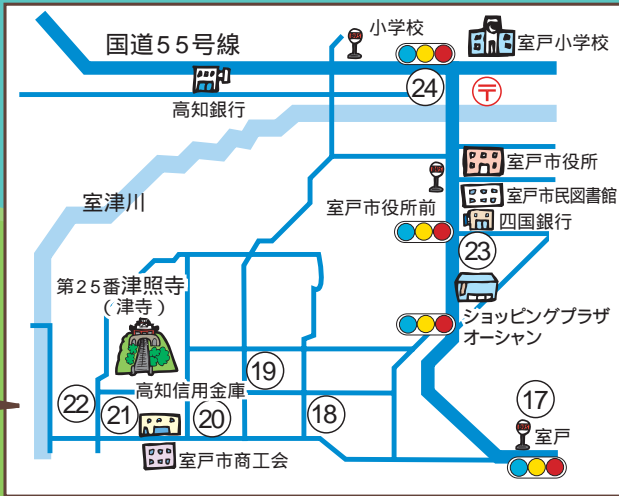 小学校
国道55号線
室戸小学校
24
〒
高知銀行
室戸市役所
室津川
室戸市民図書館
室戸市役所前
四国銀行
23
第25番津照寺
(津寺)
ショッピングプラザ
オーシャン
19
高知信用金庫
22
21
20
18
17
室戸
室戸市商工会